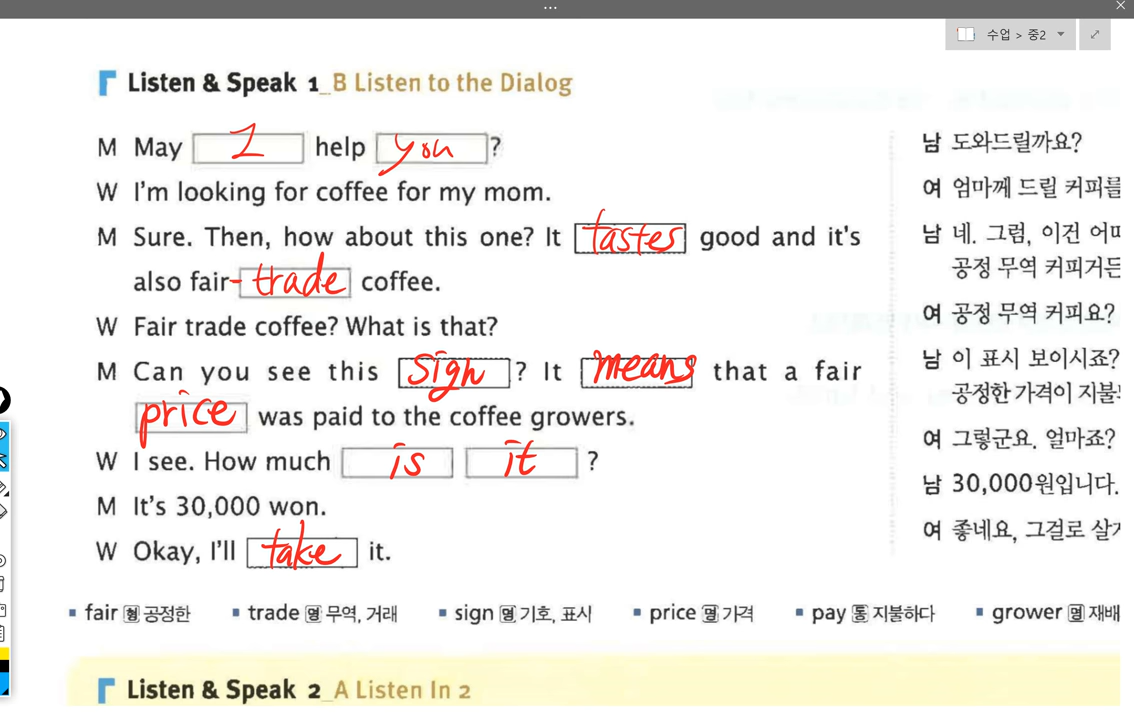 ...
수업 > 중2
Listen & Speak 1_B Listen to the Dialog
M May I help you?
W I'm looking for coffee for my mom.
M Sure. Then, how about this one? It tastes good and it's
also fair-trade coffee.
W Fair trade coffee? What is that?
M Can you see this sign? It means that a fair
price was paid to the coffee growers.
W I see. How much is it ?
M It's 30,000 won.
W Okay, I'll take it.
남 도와드릴까요?
여 엄마께 드릴 커피를
남 네. 그럼, 이건 어떠
공정 무역 커피거든
여 공정 무역 커피요?
남 이 표시 보이시죠?
공정한 가격이 지불
여 그렇군요. 얼마죠?
남 30,000원입니다.
여 좋네요, 그걸로 살
▪ fair 형 공정한 ▪ trade 명 무역, 거래 ▪ sign 명 기호, 표시 ▪ price 명 가격 ▪ pay 동 지불하다 ▪ grower 명 재배
Listen & Speak 2_A Listen In 2